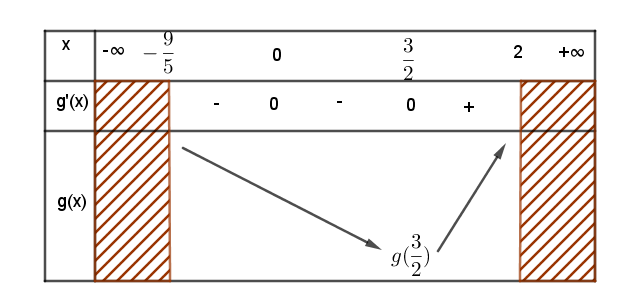 x -∞ -9/5 0 3/2 2 +∞
g'(x) - 0 - 0 +
g(x)
g(3/2)